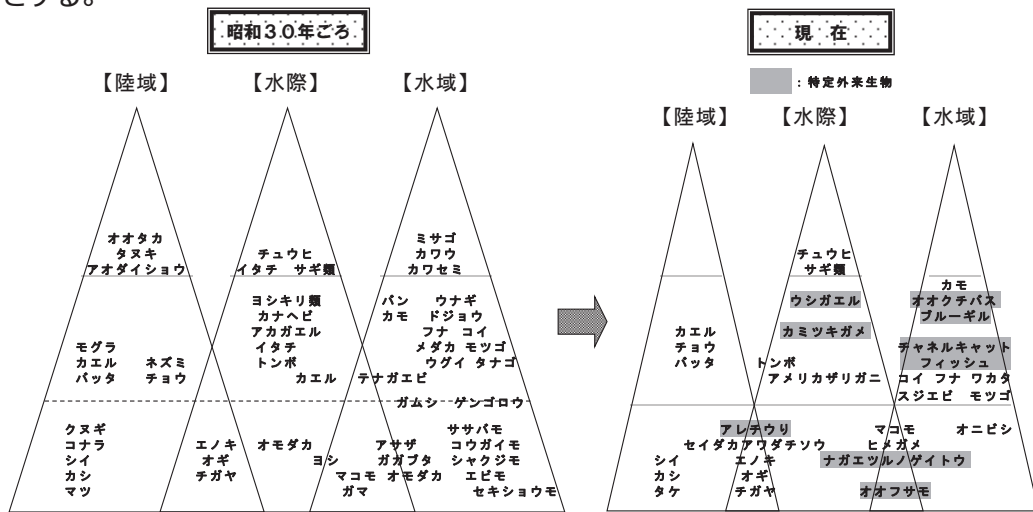 とする。
昭和30年ごろ
【陸域】 【水際】 【水域】
オオタカ
タヌキ
アオダイショウ
チュウヒ
イタチ サギ類
ミサゴ
カワウ
カワセミ
モグラ
カエル ネズミ
バッタ チョウ
ヨシキリ類
カナヘビ
アカガエル
イタチ
トンボ
カエル
バン ウナギ
カモ ドジョウ
フナ コイ
メダカ モツゴ
ウグイ タナゴ
テナガエビ
ガムシ ゲンゴロウ
クヌギ
コナラ
シイ
カシ
マツ
エノキ
オギ
チガヤ
オモダカ
ヨシ
ササバモ
アサザ コウガイモ
ガガブタ シャクジモ
マコモ オモダカ エビモ
ガマ セキショウモ
現 在
:特定外来生物
【陸域】 【水際】 【水域】
チュウヒ
サギ類
カエル
チョウ
バッタ
ウシガエル
カミツキガメ
トンボ
アメリカザリガニ
カモ
オオクチバス
ブルーギル
チャネルキャット
フィッシュ
コイ フナ ワカタ
スジエビ モツゴ
アレチウり
セイダカアワダチソウ
シイ エノキ
カシ オギ
タケ チガヤ
マコモ オニビシ
ヒメガメ
ナガエツルノゲイトウ
オオフサモ